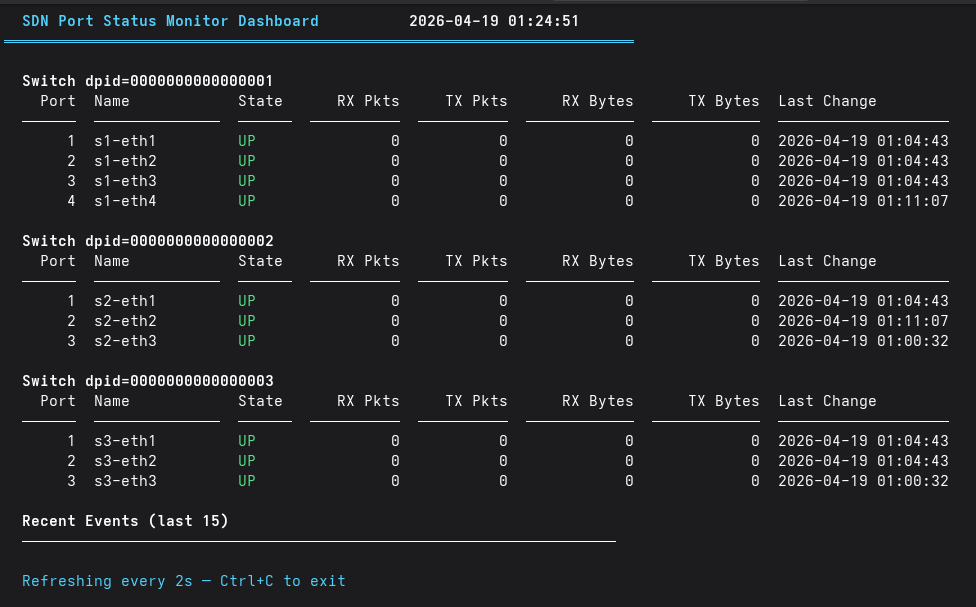 SDN Port Status Monitor Dashboard 2026-04-19 01:24:51
Switch dpid=0000000000000001
Port Name State RX Pkts TX Pkts RX Bytes TX Bytes Last Change
1 s1-eth1 UP 0 0 0 0 2026-04-19 01:04:43
2 s1-eth2 UP 0 0 0 0 2026-04-19 01:04:43
3 s1-eth3 UP 0 0 0 0 2026-04-19 01:04:43
4 s1-eth4 UP 0 0 0 0 2026-04-19 01:11:07
Switch dpid=0000000000000002
Port Name State RX Pkts TX Pkts RX Bytes TX Bytes Last Change
1 s2-eth1 UP 0 0 0 0 2026-04-19 01:04:43
2 s2-eth2 UP 0 0 0 0 2026-04-19 01:11:07
3 s2-eth3 UP 0 0 0 0 2026-04-19 01:00:32
Switch dpid=0000000000000003
Port Name State RX Pkts TX Pkts RX Bytes TX Bytes Last Change
1 s3-eth1 UP 0 0 0 0 2026-04-19 01:04:43
2 s3-eth2 UP 0 0 0 0 2026-04-19 01:04:43
3 s3-eth3 UP 0 0 0 0 2026-04-19 01:00:32
Recent Events (last 15)
Refreshing every 2s — Ctrl+C to exit